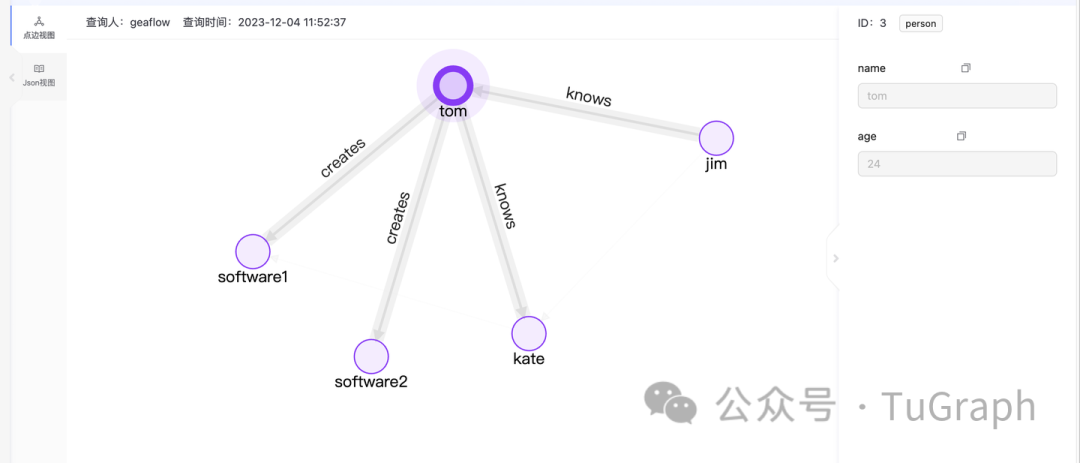 查询人：geaflow 查询时间：2023-12-04 11:52:37
点边视图
Json视图
knows
tom
creates
jim
creates
knows
software1
kate
software2
ID：3 person
name
tom
age
24
公众号 · TuGraph